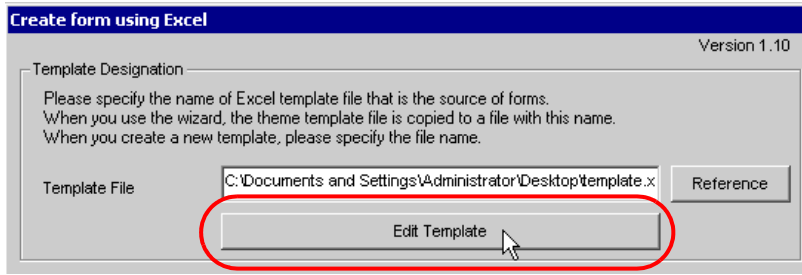 Create form using Excel
Version 1.10
Template Designation
Please specify the name of Excel template file that is the source of forms.
When you use the wizard, the theme template file is copied to a file with this name.
When you create a new template, please specify the file name.
Template File
C:\Documents and Settings\Administrator\Desktop\template.x
Reference
Edit Template